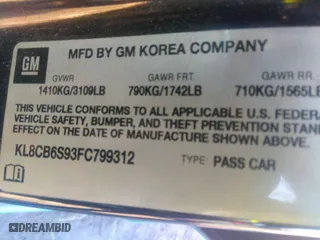 GM
MFD BY GM KOREA COMPANY
GVWR GAWR FRT. GAWR RR.
1410KG/3109LB 790KG/1742LB 710KG/1565LB
THIS VEHICLE CONFORMS TO ALL APPLICABLE U.S. FEDERA
VEHICLE SAFETY, BUMPER, AND THEFT PREVENTION STAN
IN EFFECT ON THE DATE OF MANUFACTURE SHOWN ABOVE.
KL8CB6S93FC799312 TYPE: PASS CAR
DREAMBID